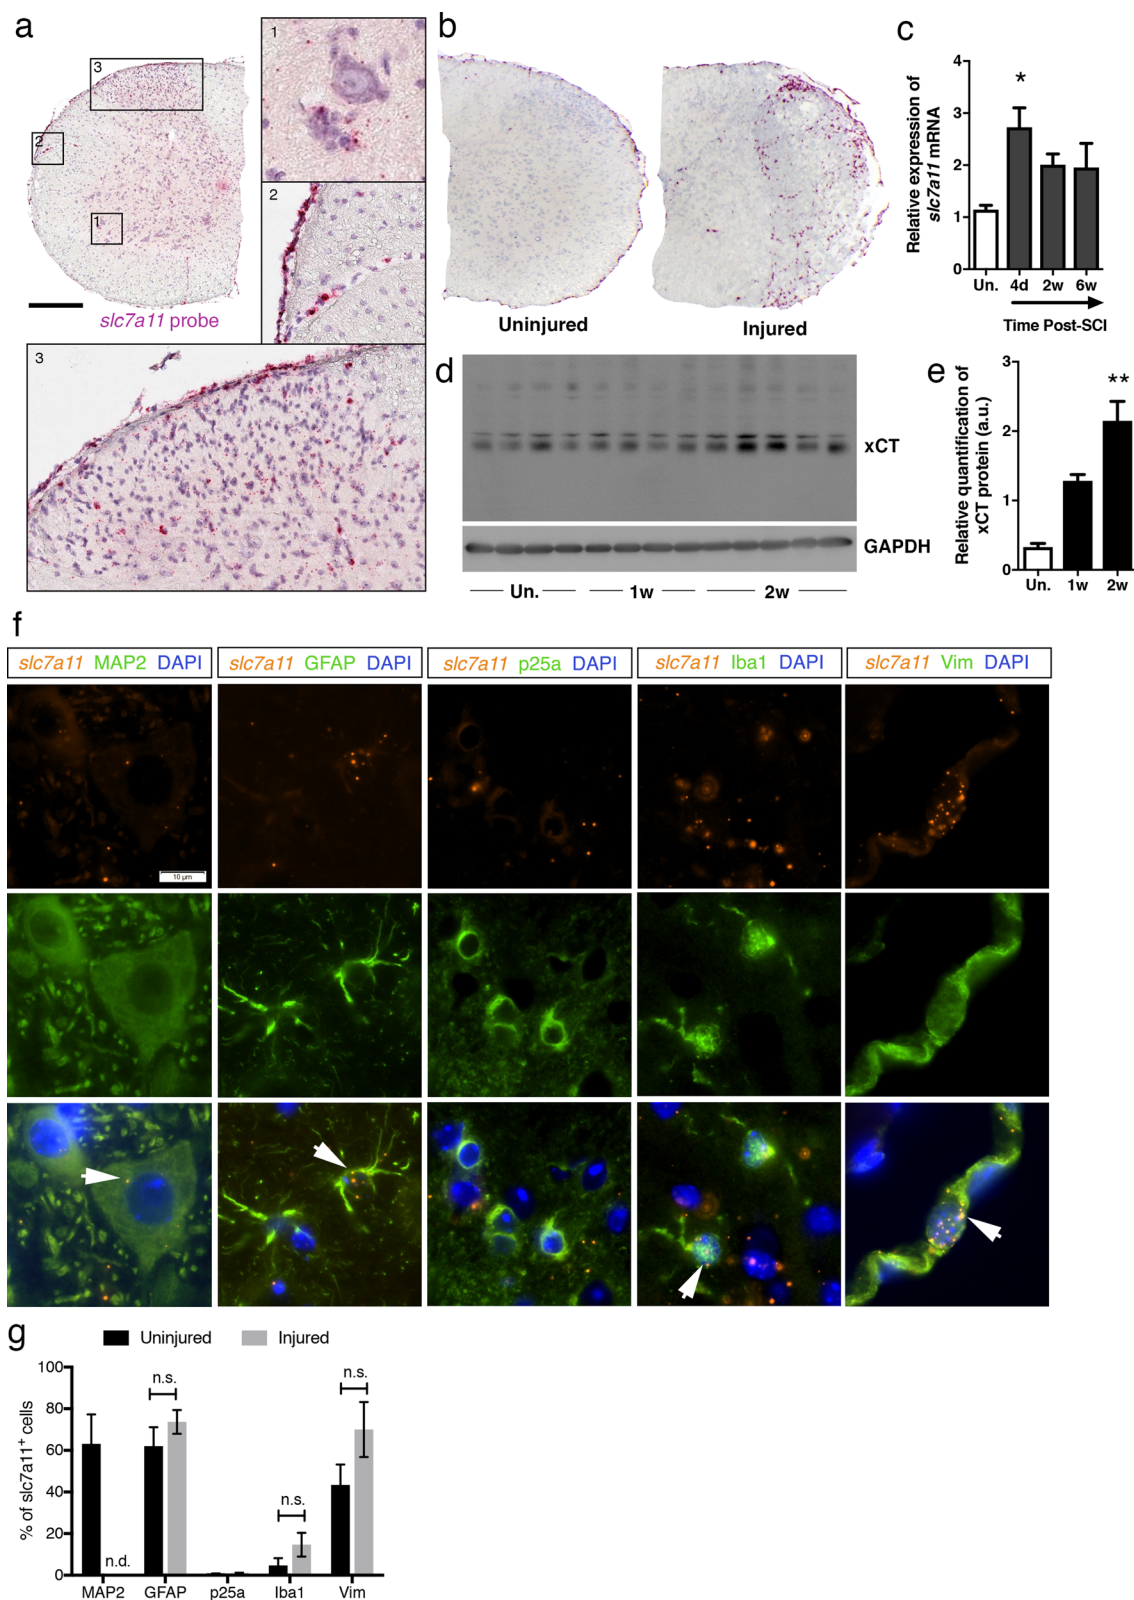 a
1
3
2
1
2
slc7a11 probe
3
b
Uninjured
Injured
c
Relative expression of
slc7a11 mRNA
4
3
2
1
0
*
Un.
4d
2w
6w
Time Post-SCI
d
xCT
GAPDH
Un.
1w
2w
e
Relative quantification of
xCT protein (a.u.)
3
2
1
0
**
Un.
1w
2w
f
slc7a11 MAP2 DAPI
slc7a11 GFAP DAPI
slc7a11 p25a DAPI
slc7a11 Iba1 DAPI
slc7a11 Vim DAPI
10 µm
g
Uninjured
Injured
% of slc7a11+ cells
100
80
60
40
20
0
n.d.
n.s.
n.s.
n.s.
MAP2
GFAP
p25a
Iba1
Vim